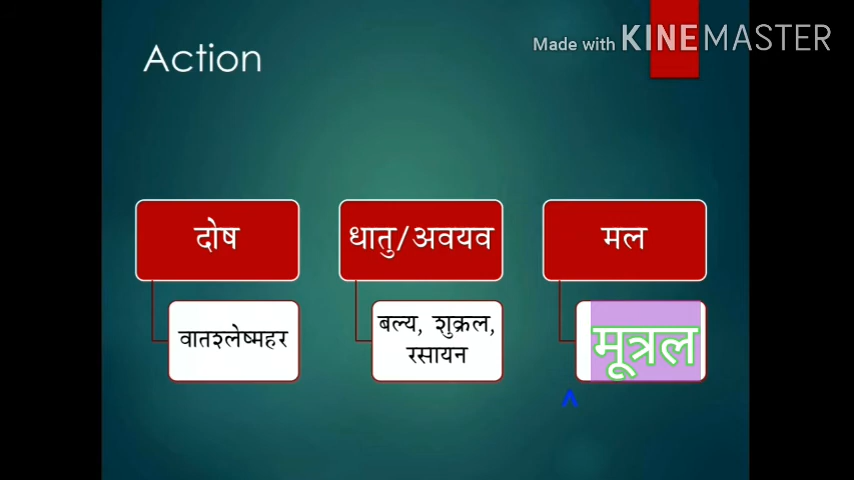 Made with KINEMASTER
Action
दोष
धातु/अवयव
मल
वातश्लेष्महर
बल्य, शुक्रल,
रसायन
मूत्रल
^